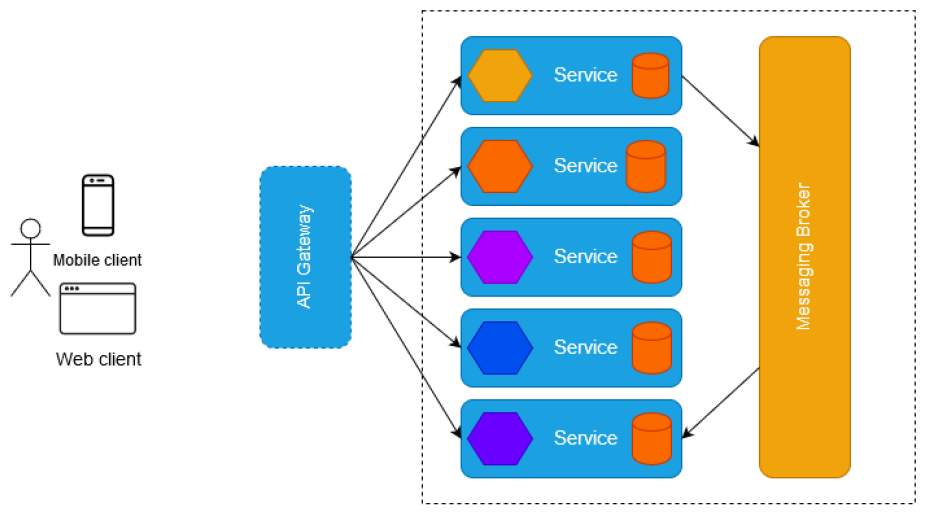 Mobile client
Web client
API Gateway
Service
Service
Service
Service
Service
Messaging Broker